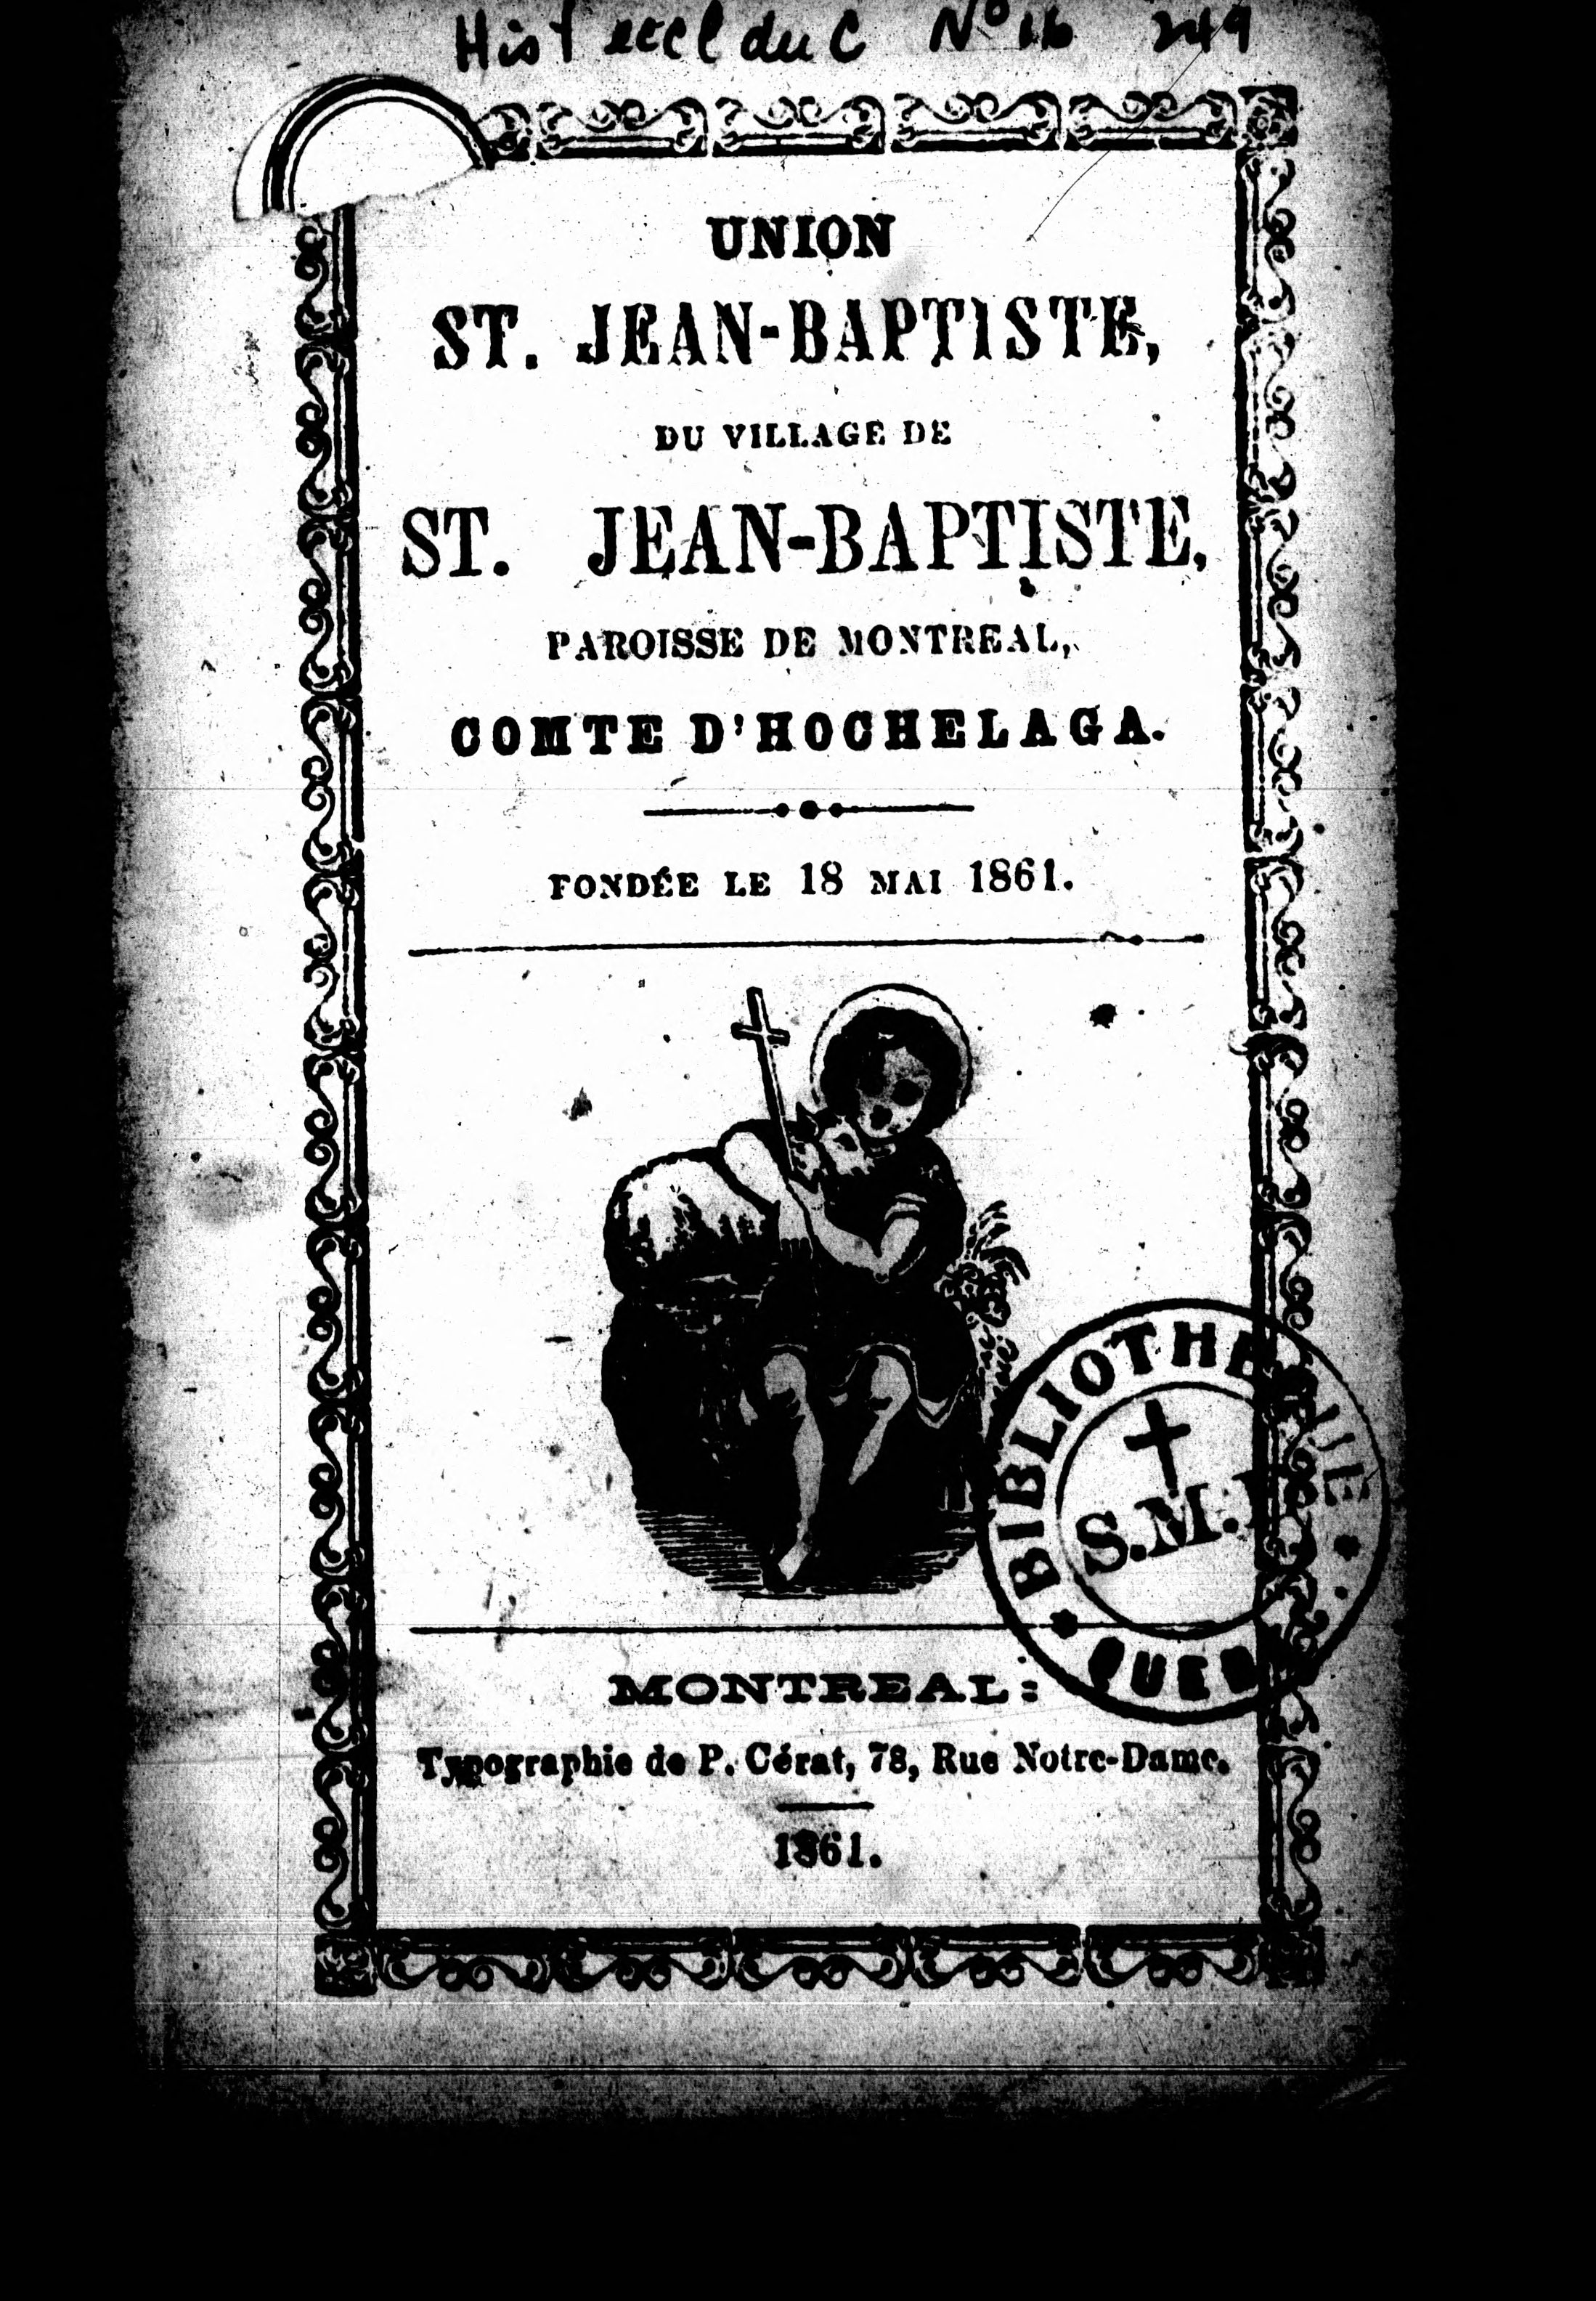 Hist eccl du C No 16 249
UNION
ST. JEAN-BAPTISTE,
DU VILLAGE DE
ST. JEAN-BAPTISTE,
PAROISSE DE MONTREAL,
COMTE D'HOCHELAGA.
FONDÉE LE 18 MAI 1861.
BIBLIOTHEQUE
S.M.
MONTREAL:
Typographie de P. Cérat, 78, Rue Notre-Dame.
1861.